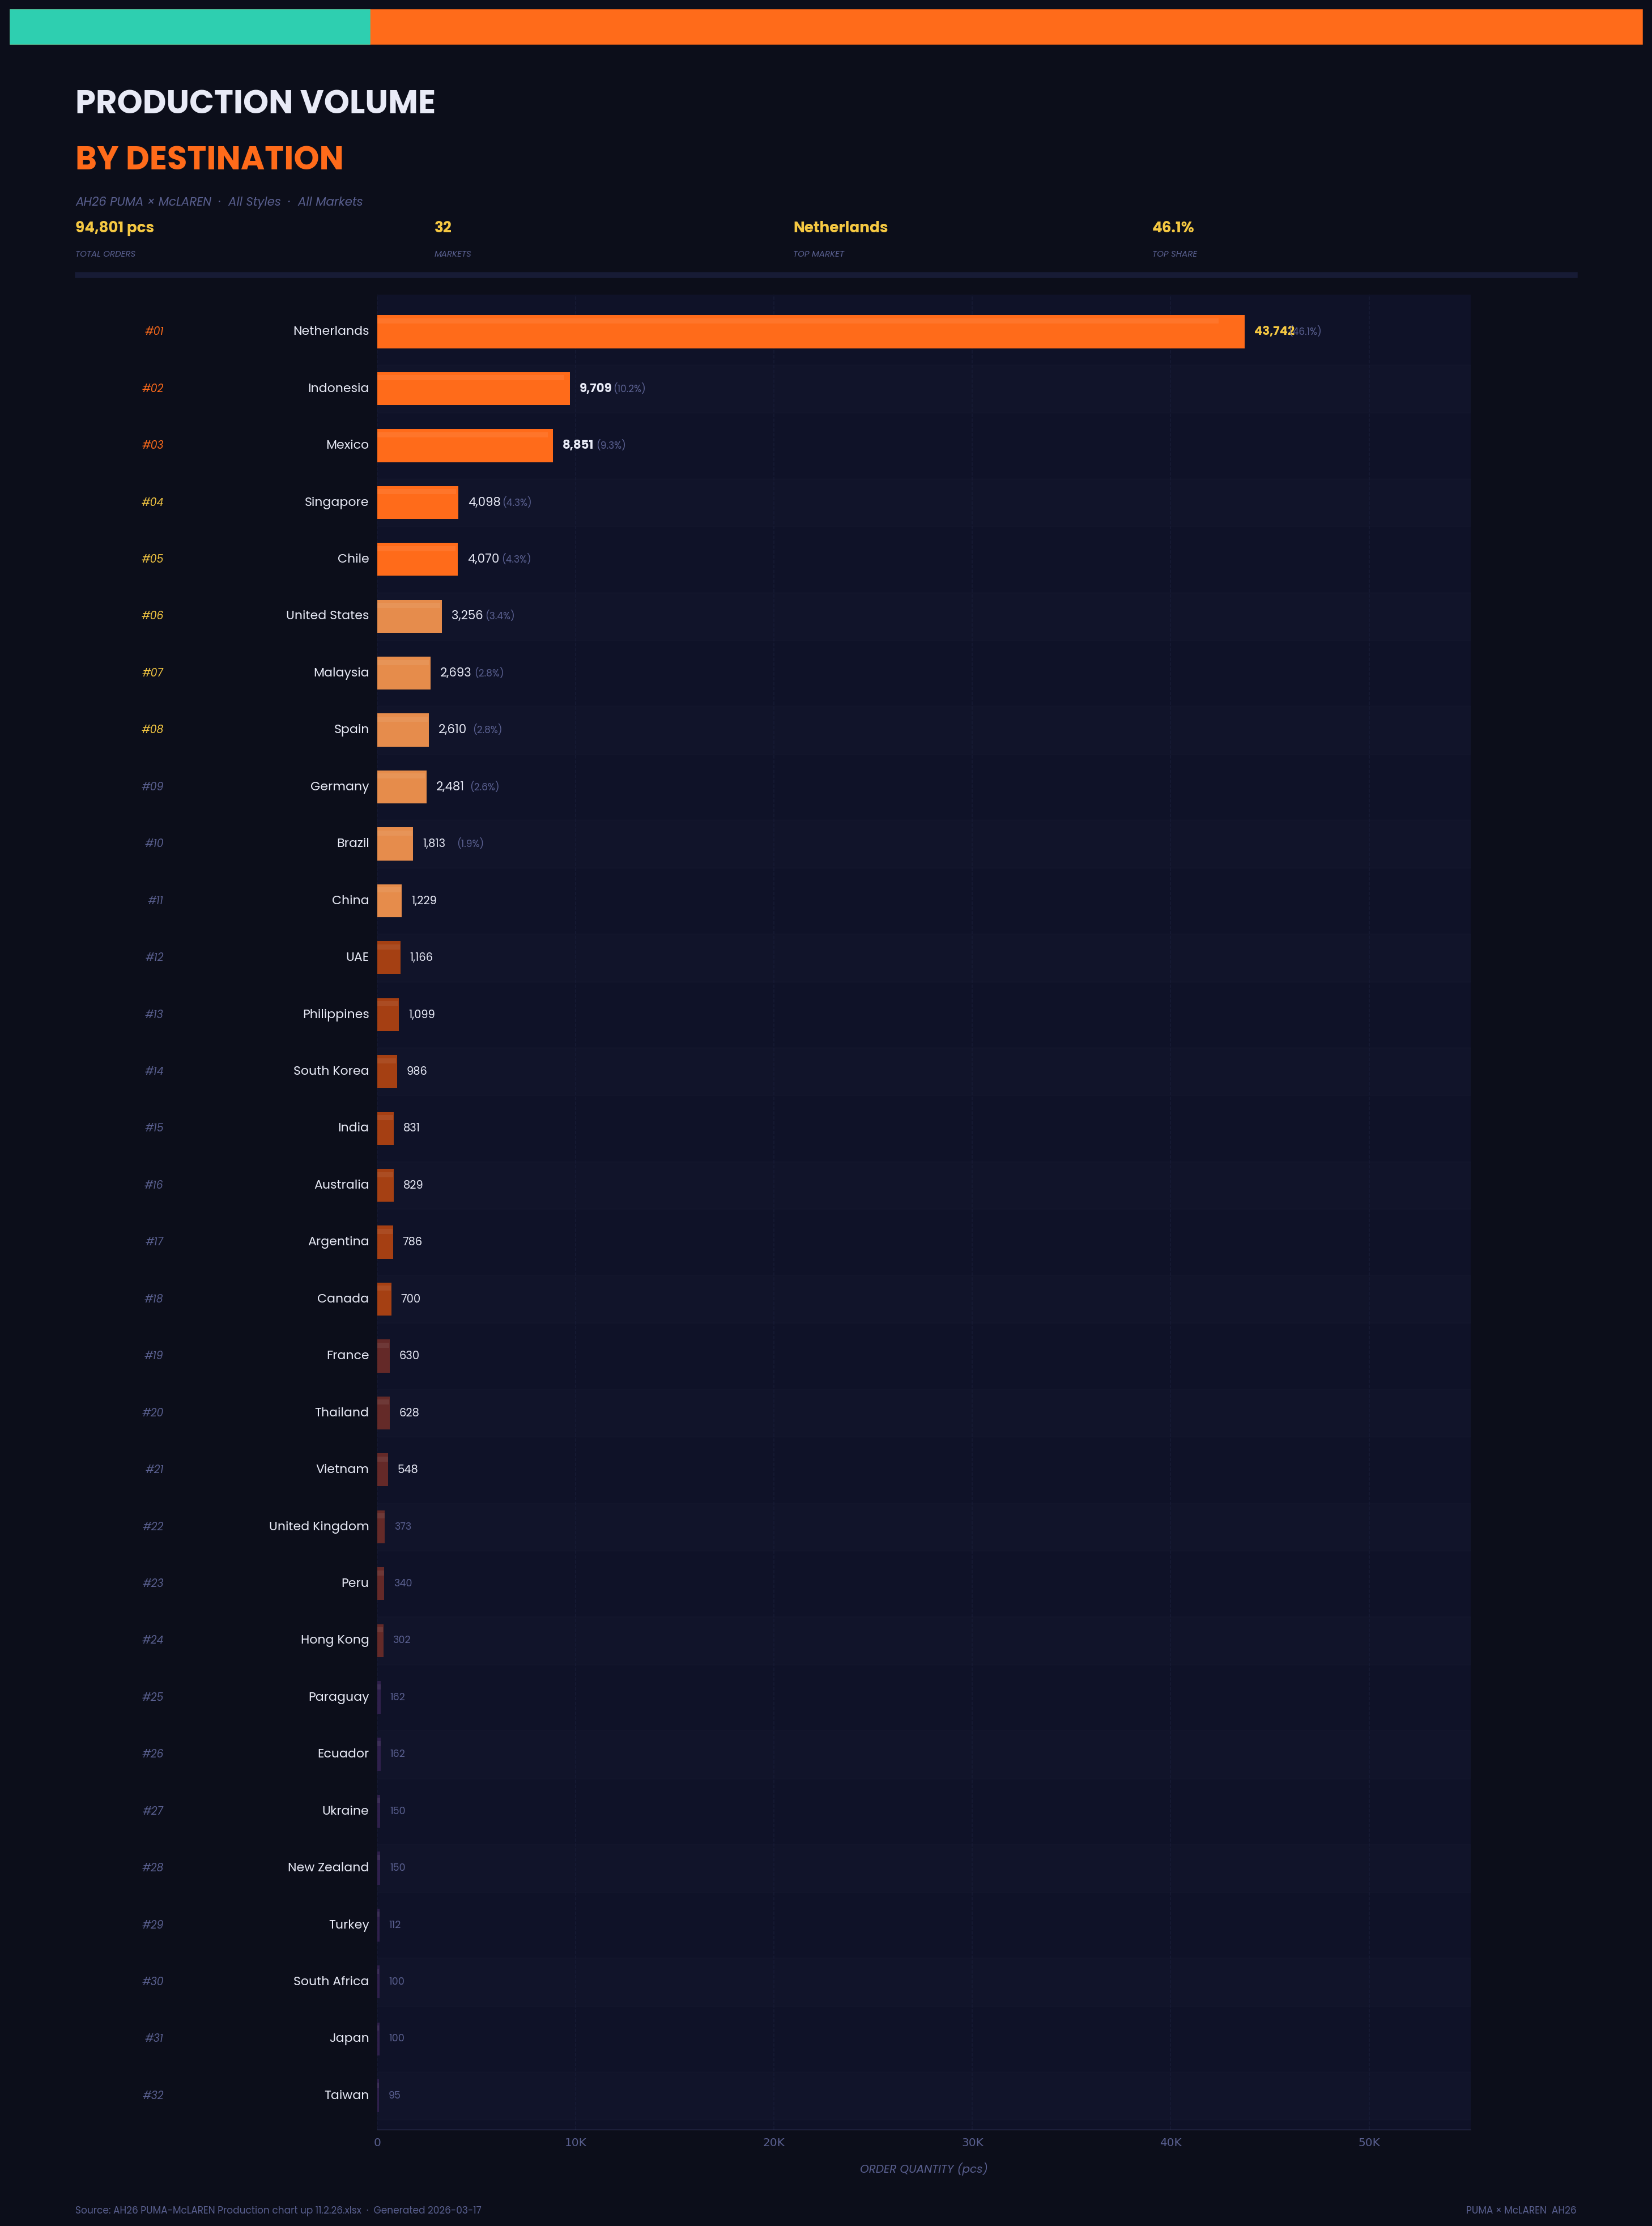 PRODUCTION VOLUME
BY DESTINATION
AH26 PUMA × McLAREN · All Styles · All Markets
94,801 pcs 32 Netherlands 46.1%
TOTAL ORDERS MARKETS TOP MARKET TOP SHARE
#01 Netherlands 43,742 (46.1%)
#02 Indonesia 9,709 (10.2%)
#03 Mexico 8,851 (9.3%)
#04 Singapore 4,098 (4.3%)
#05 Chile 4,070 (4.3%)
#06 United States 3,256 (3.4%)
#07 Malaysia 2,693 (2.8%)
#08 Spain 2,610 (2.8%)
#09 Germany 2,481 (2.6%)
#10 Brazil 1,813 (1.9%)
#11 China 1,229
#12 UAE 1,166
#13 Philippines 1,099
#14 South Korea 986
#15 India 831
#16 Australia 829
#17 Argentina 786
#18 Canada 700
#19 France 630
#20 Thailand 628
#21 Vietnam 548
#22 United Kingdom 373
#23 Peru 340
#24 Hong Kong 302
#25 Paraguay 162
#26 Ecuador 162
#27 Ukraine 150
#28 New Zealand 150
#29 Turkey 112
#30 South Africa 100
#31 Japan 100
#32 Taiwan 95
0 10K 20K 30K 40K 50K
ORDER QUANTITY (pcs)
Source: AH26 PUMA-McLAREN Production chart up 11.2.26.xlsx · Generated 2026-03-17 PUMA × McLAREN AH26